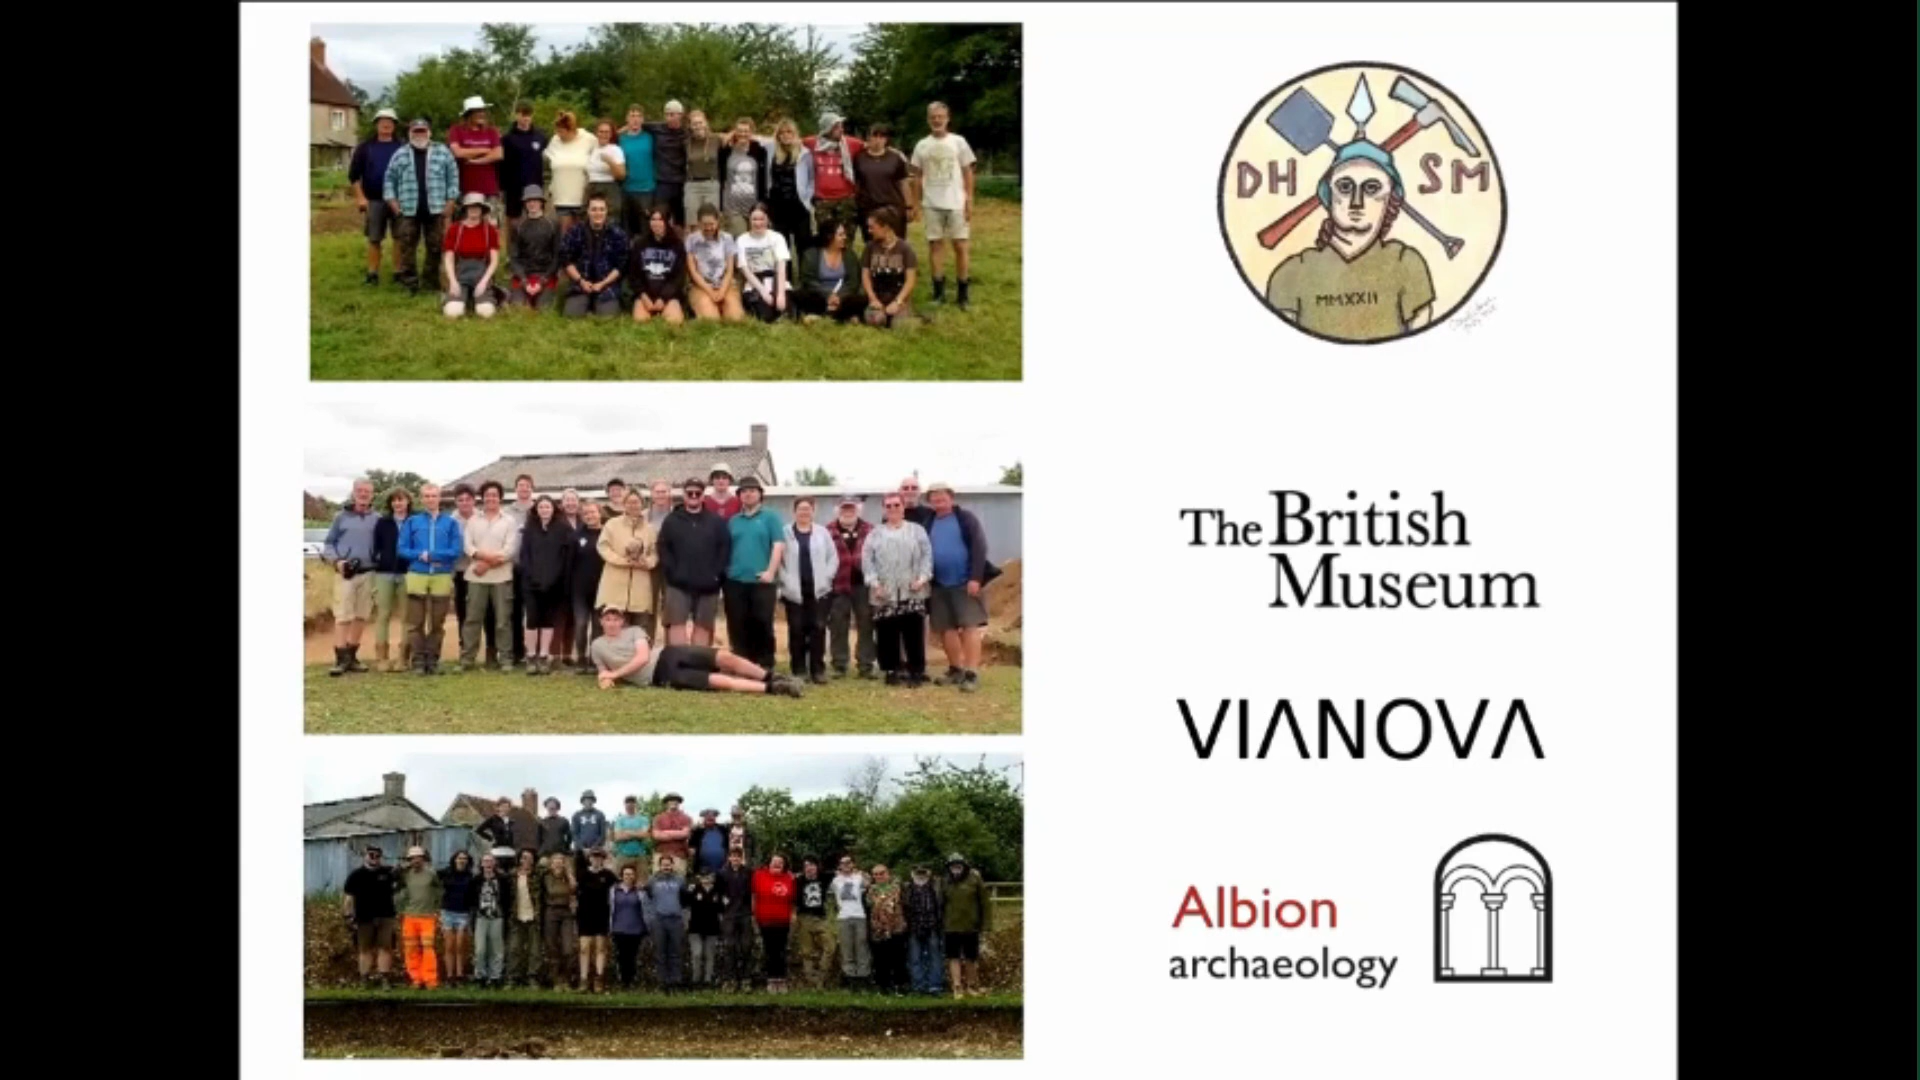 DH SM
MMXXII
The British
Museum
VIANOVA
Albion
archaeology